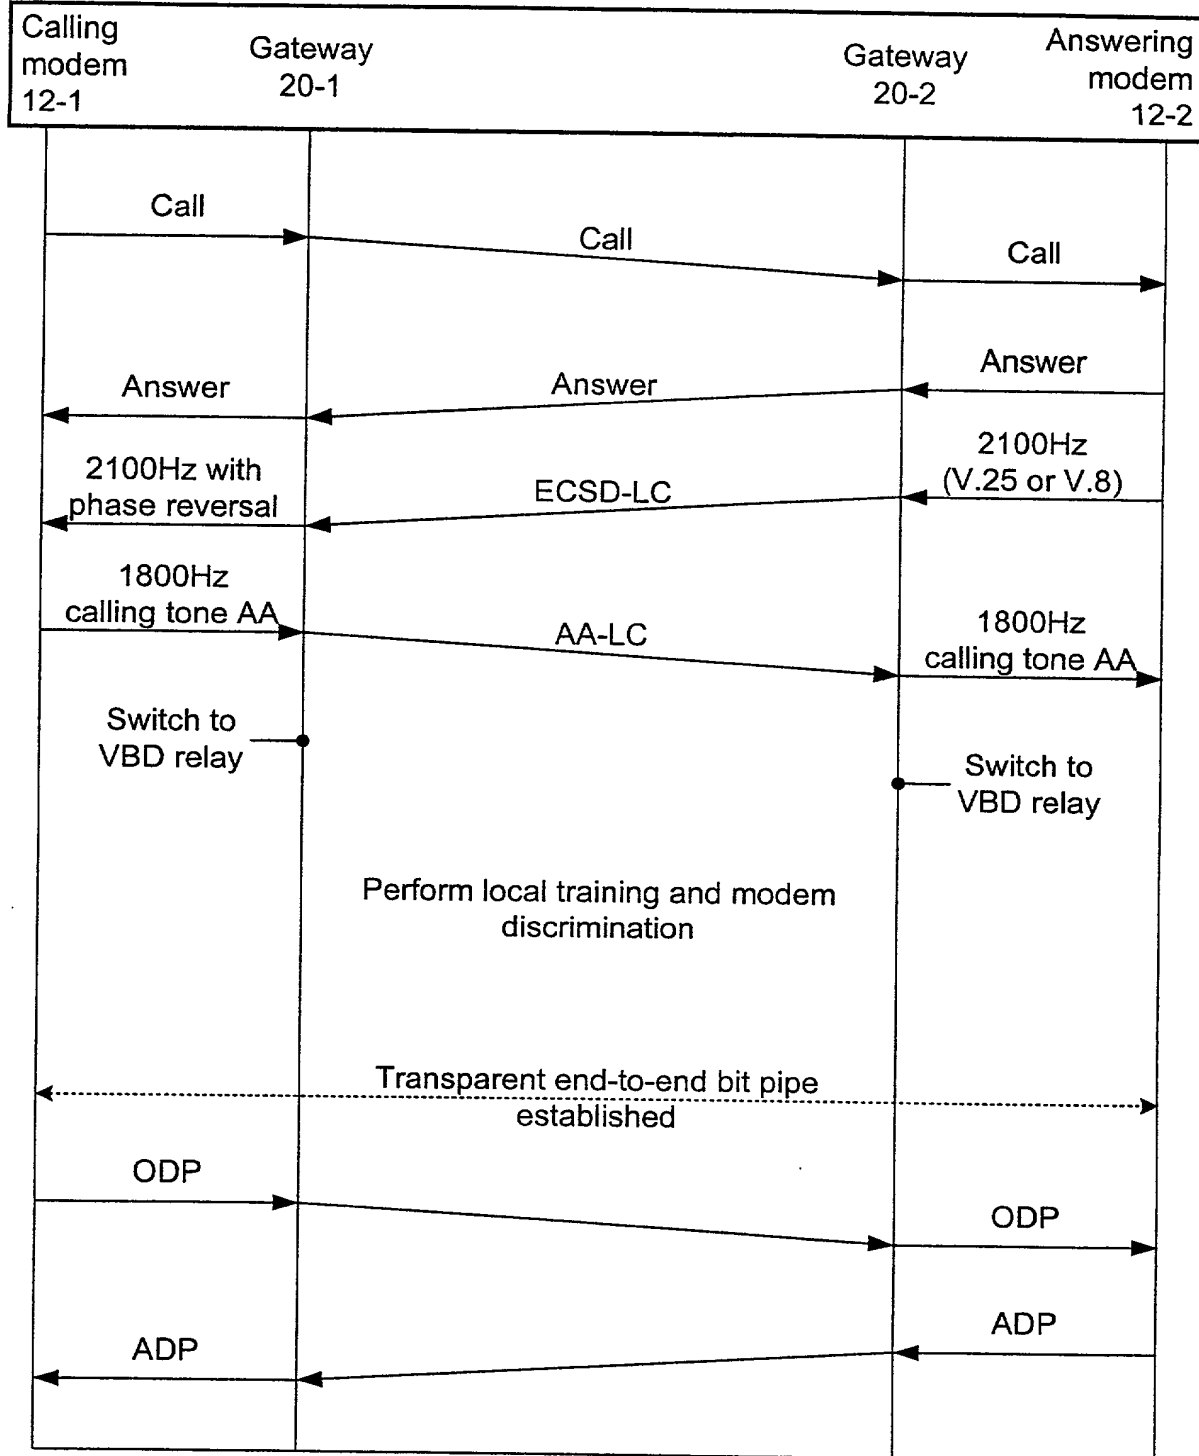 Calling
modem
12-1
Gateway
20-1
Gateway
20-2
Answering
modem
12-2
Call
Call
Call
Answer
Answer
Answer
2100Hz with
phase reversal
ECSD-LC
2100Hz
(V.25 or V.8)
1800Hz
calling tone AA
AA-LC
1800Hz
calling tone AA
Switch to
VBD relay
Switch to
VBD relay
Perform local training and modem
discrimination
Transparent end-to-end bit pipe
established
ODP
ODP
ADP
ADP